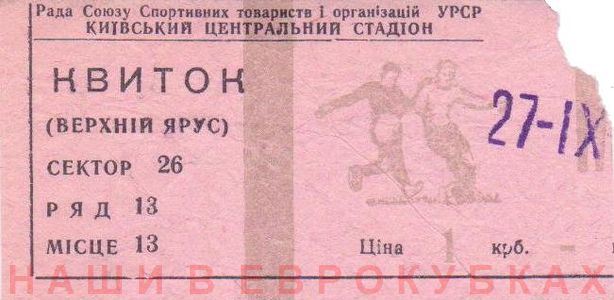 Рада Союзу Спортивних товариств і організацій УРСР
КИЇВСЬКИЙ ЦЕНТРАЛЬНИЙ СТАДІОН
КВИТОК
(ВЕРХНІЙ ЯРУС)
СЕКТОР 26
РЯД 13
МІСЦЕ 13
27-IX
Ціна 1 крб. –
НАШИ В ЕВРОКУБКАХ